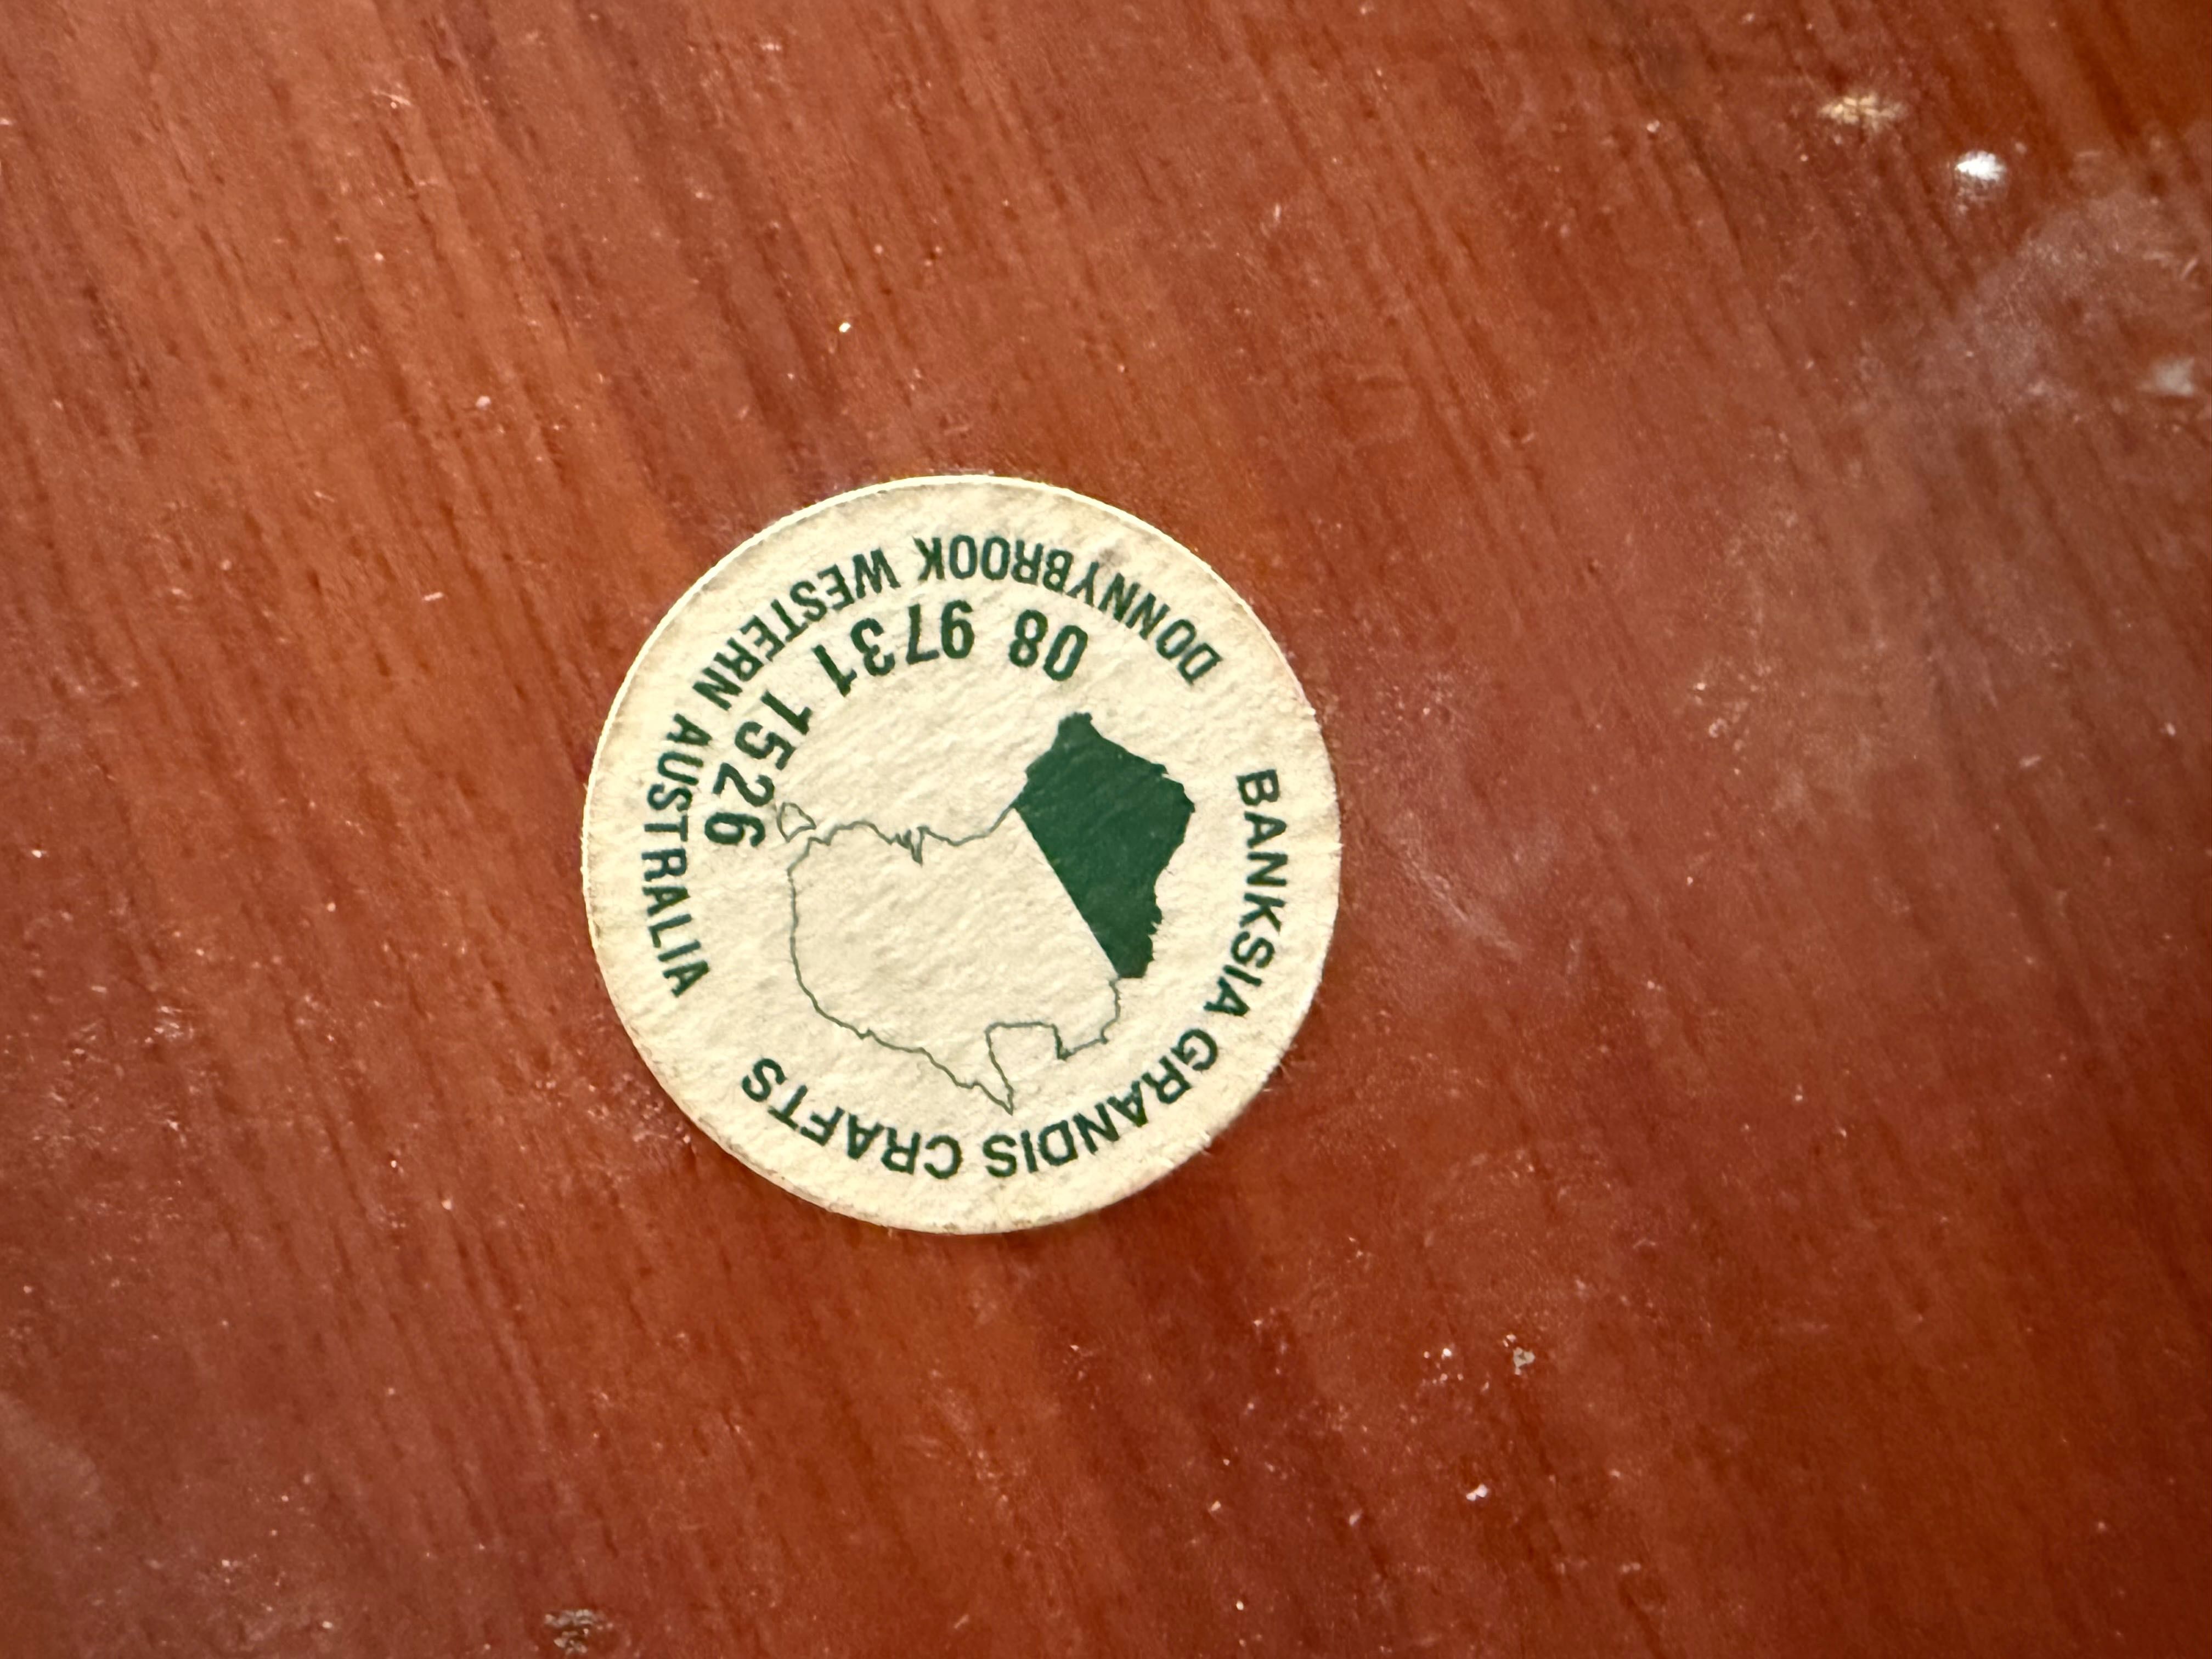 BANKSIA GRANDIS CRAFTS
08 9731 1526
DONNYBROOK WESTERN AUSTRALIA